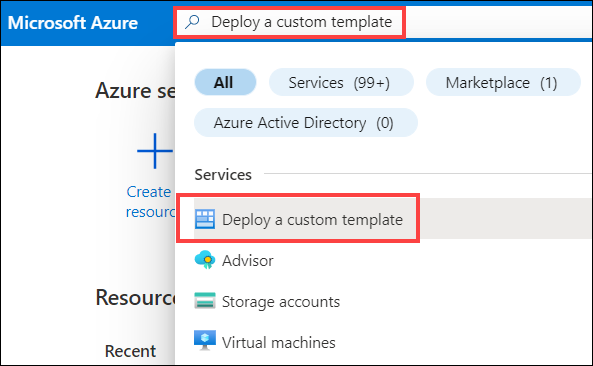 Microsoft Azure
Deploy a custom template
All
Services (99+)
Marketplace (1)
Azure Active Directory (0)
Azure se
Services
Create
resourc
Deploy a custom template
Advisor
Storage accounts
Virtual machines
Resource
Recent